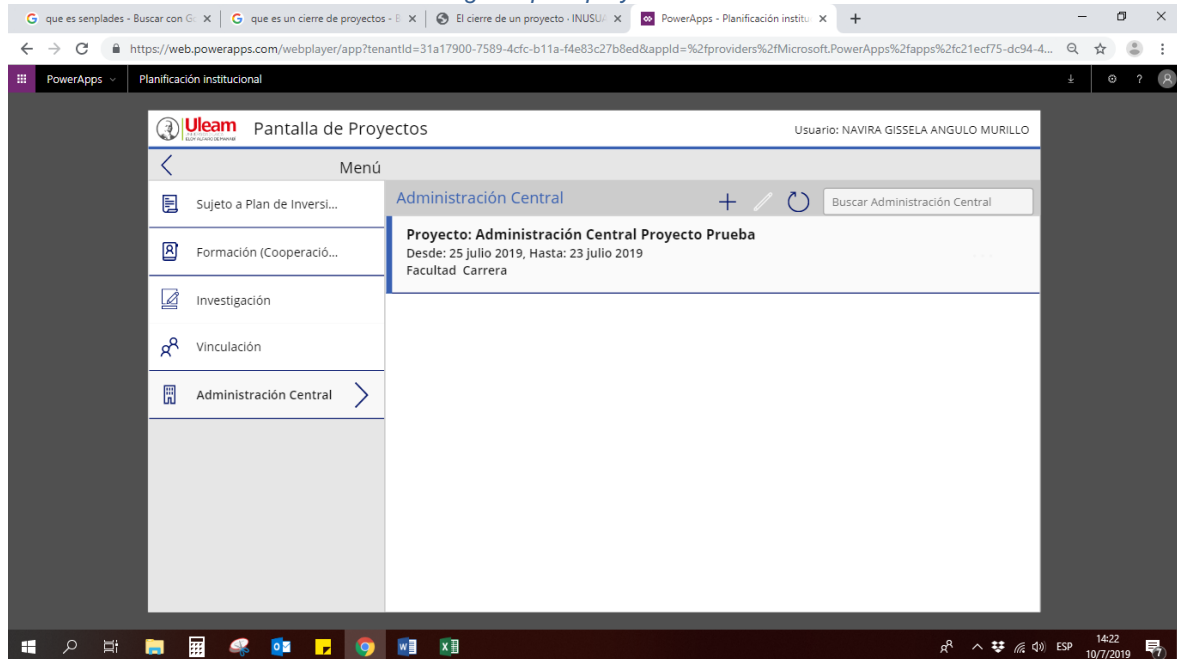 que es senplades - Buscar con G
que es un cierre de proyectos - B
El cierre de un proyecto · INUSUA
PowerApps - Planificación institu
https://web.powerapps.com/webplayer/app?tenantId=31a17900-7589-4cfc-b11a-f4e83c27b8ed&appId=%2fproviders%2fMicrosoft.PowerApps%2fapps%2fc21ecf75-dc94-4...
PowerApps
Planificación institucional
Uleam
Pantalla de Proyectos
Usuario: NAVIRA GISSELA ANGULO MURILLO
Menú
Sujeto a Plan de Inversi...
Formación (Cooperació...
Investigación
Vinculación
Administración Central
Administración Central
Buscar Administración Central
Proyecto: Administración Central Proyecto Prueba
Desde: 25 julio 2019, Hasta: 23 julio 2019
Facultad Carrera
ESP
14:22
10/7/2019
7